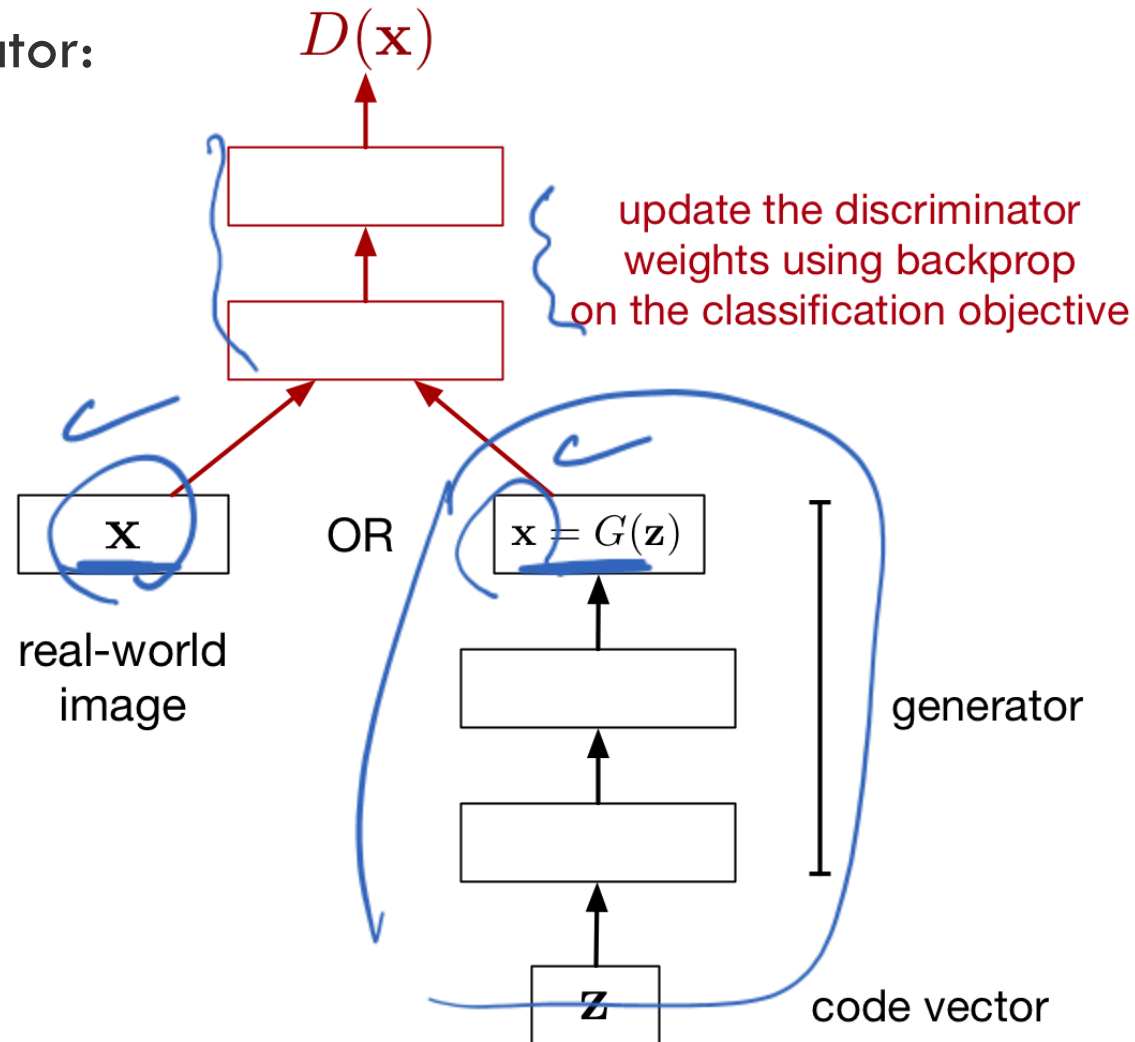 ator:
D(x)
update the discriminator
weights using backprop
on the classification objective
x
OR
x = G(z)
real-world
image
generator
z
code vector